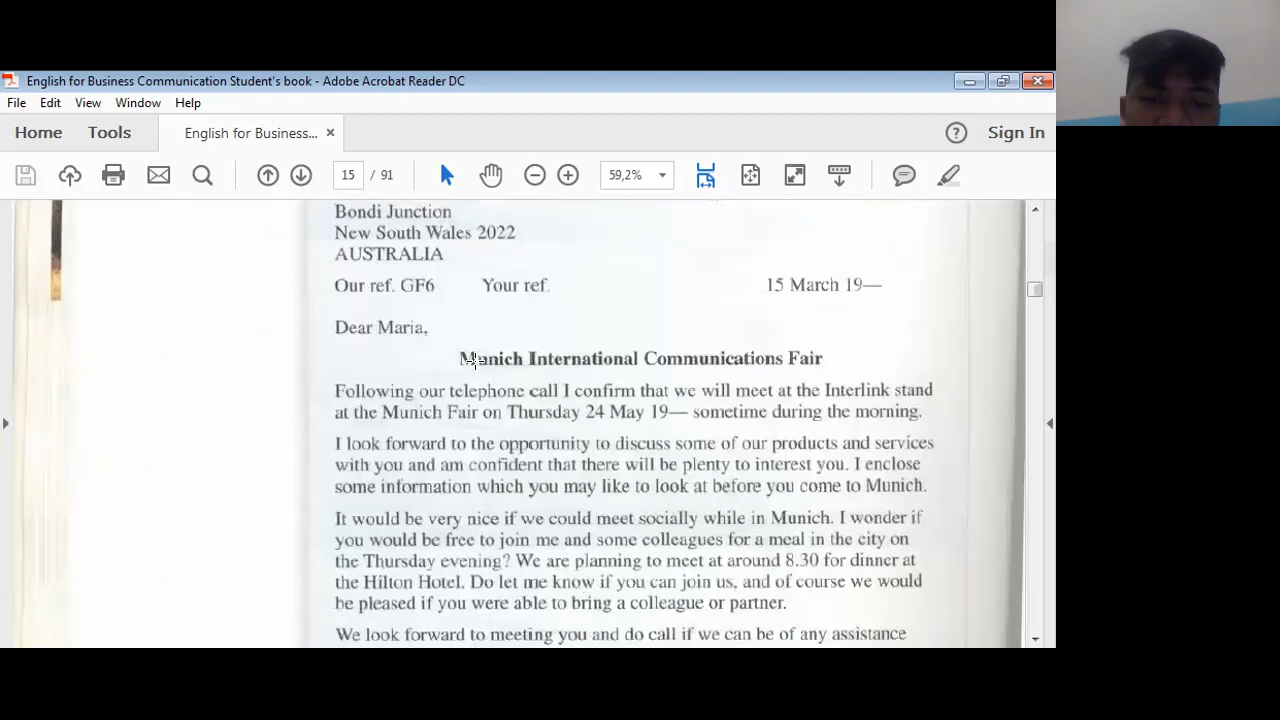 English for Business Communication Student's book - Adobe Acrobat Reader DC
File Edit View Window Help
Home Tools English for Business... × Sign In
15 / 91 59,2%
Bondi Junction
New South Wales 2022
AUSTRALIA
Our ref. GF6 Your ref. 15 March 19—
Dear Maria,
Munich International Communications Fair
Following our telephone call I confirm that we will meet at the Interlink stand
at the Munich Fair on Thursday 24 May 19— sometime during the morning.
I look forward to the opportunity to discuss some of our products and services
with you and am confident that there will be plenty to interest you. I enclose
some information which you may like to look at before you come to Munich.
It would be very nice if we could meet socially while in Munich. I wonder if
you would be free to join me and some colleagues for a meal in the city on
the Thursday evening? We are planning to meet at around 8.30 for dinner at
the Hilton Hotel. Do let me know if you can join us, and of course we would
be pleased if you were able to bring a colleague or partner.
We look forward to meeting you and do call if we can be of any assistance